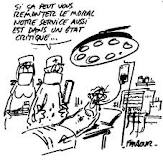 SI ÇA PEUT VOUS
REMONTER LE MORAL
NOTRE SERVICE AUSSI
EST DANS UN ÉTAT
CRITIQUE...